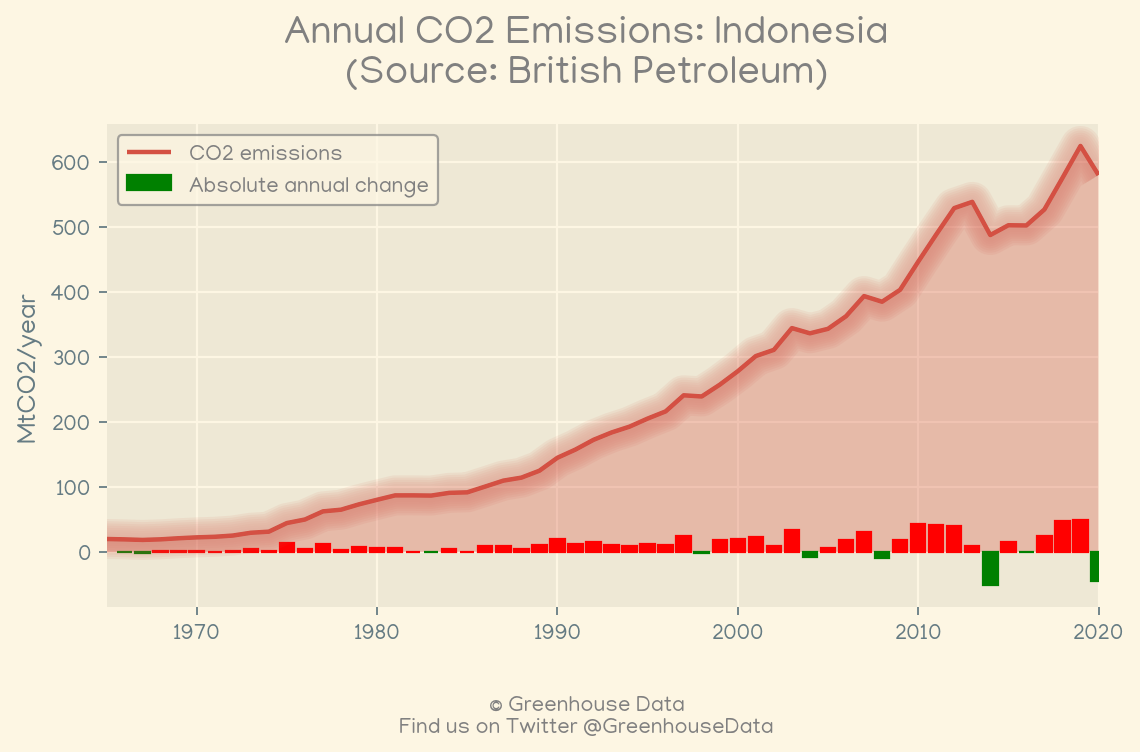 Annual CO2 Emissions: Indonesia
(Source: British Petroleum)
CO2 emissions
Absolute annual change
MtCO2/year
600
500
400
300
200
100
0
1970 1980 1990 2000 2010 2020
© Greenhouse Data
Find us on Twitter @GreenhouseData